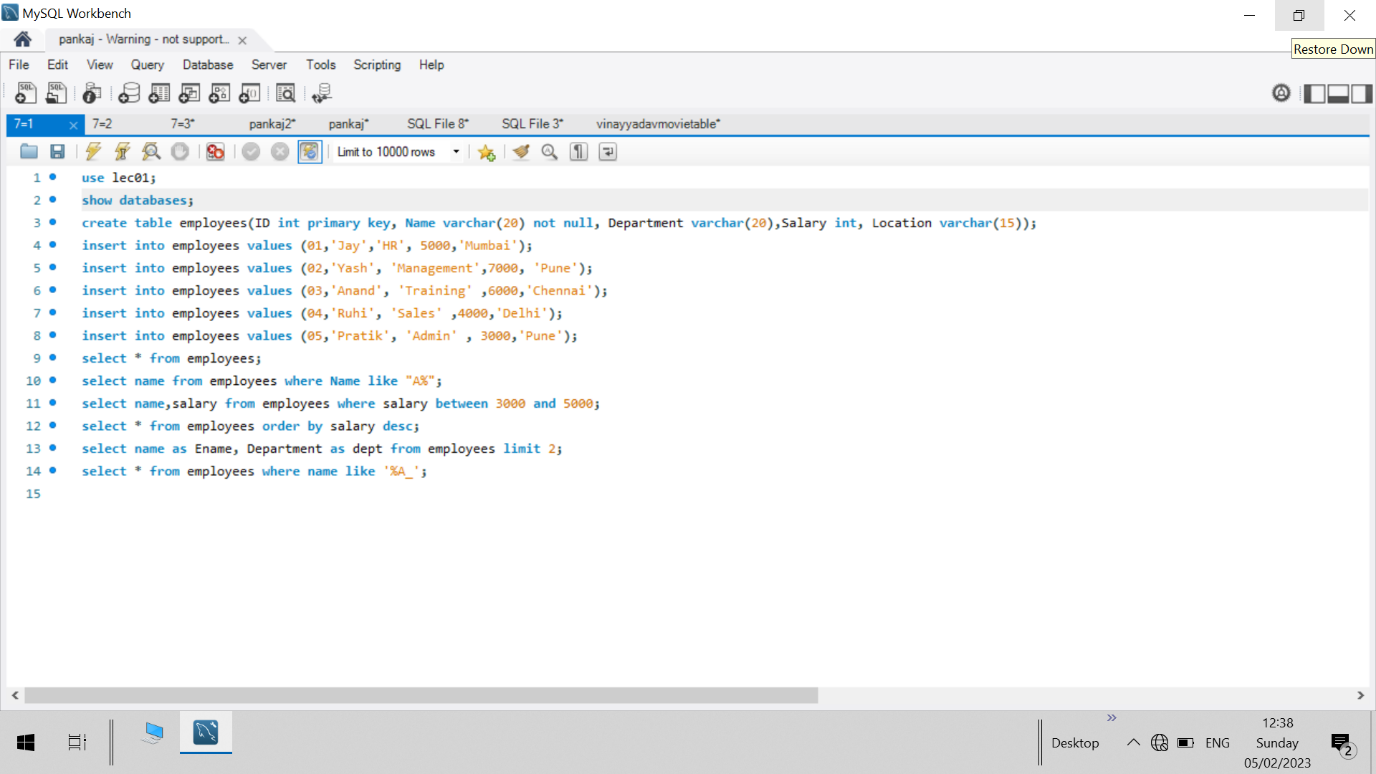 MySQL Workbench
Restore Down
pankaj - Warning - not support...
File Edit View Query Database Server Tools Scripting Help
7=1 7=2 7=3* pankaj2* pankaj* SQL File 8* SQL File 3* vinayyadavmovietable*
Limit to 10000 rows
1 use lec01;
2 show databases;
3 create table employees(ID int primary key, Name varchar(20) not null, Department varchar(20),Salary int, Location varchar(15));
4 insert into employees values (01,'Jay','HR', 5000,'Mumbai');
5 insert into employees values (02,'Yash', 'Management',7000, 'Pune');
6 insert into employees values (03,'Anand', 'Training' ,6000,'Chennai');
7 insert into employees values (04,'Ruhi', 'Sales' ,4000,'Delhi');
8 insert into employees values (05,'Pratik', 'Admin' , 3000,'Pune');
9 select * from employees;
10 select name from employees where Name like "A%";
11 select name,salary from employees where salary between 3000 and 5000;
12 select * from employees order by salary desc;
13 select name as Ename, Department as dept from employees limit 2;
14 select * from employees where name like '%A_';
15
Desktop
ENG
12:38
Sunday
05/02/2023
2